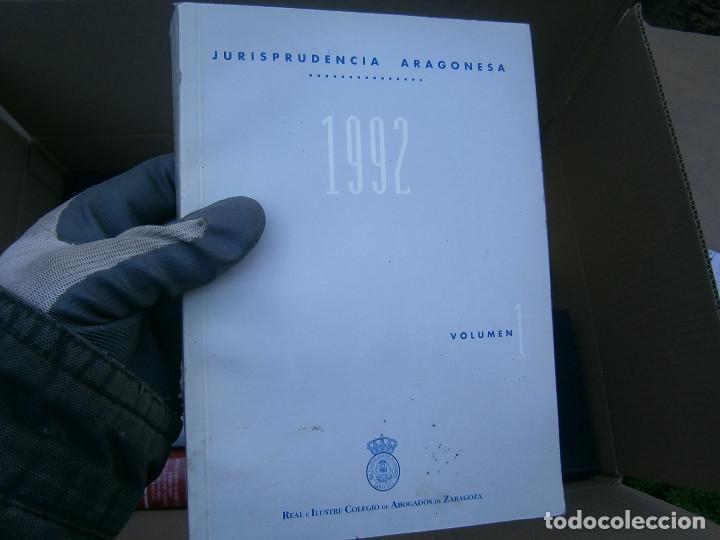 JURISPRUDENCIA ARAGONESA
1992
VOLUMEN 1
REAL E ILUSTRE COLEGIO DE ABOGADOS DE ZARAGOZA
todocoleccion